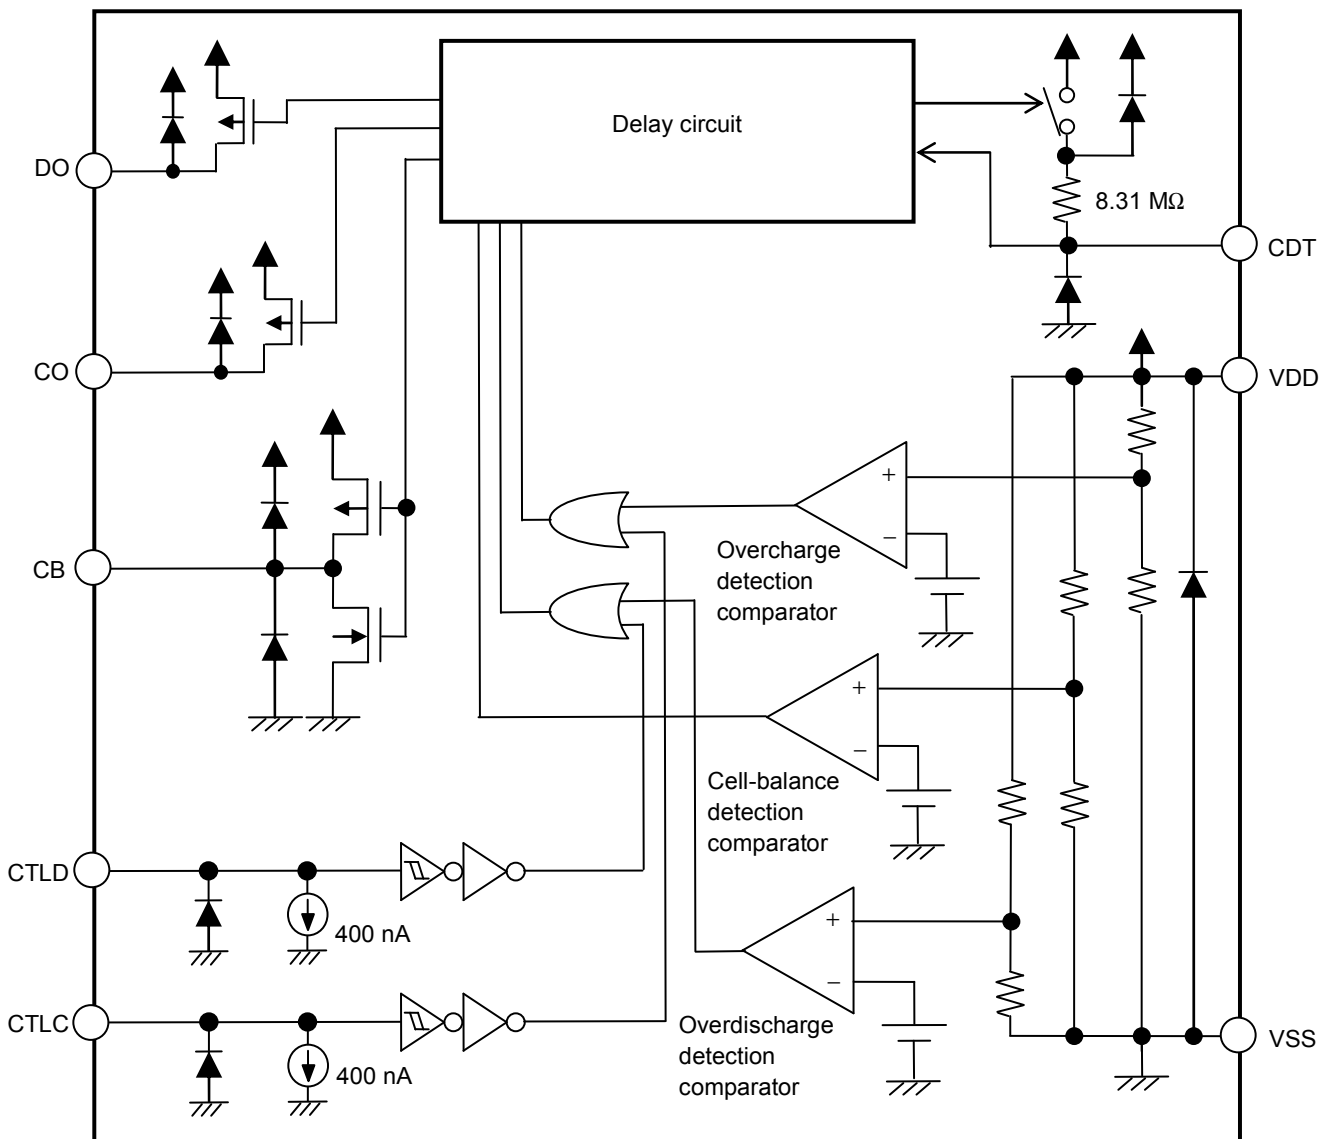 Delay circuit
DO
8.31 MΩ
CDT
CO
VDD
+
−
Overcharge
detection
comparator
CB
+
−
Cell-balance
detection
comparator
CTLD
400 nA
+
−
Overdischarge
detection
comparator
CTLC
400 nA
VSS